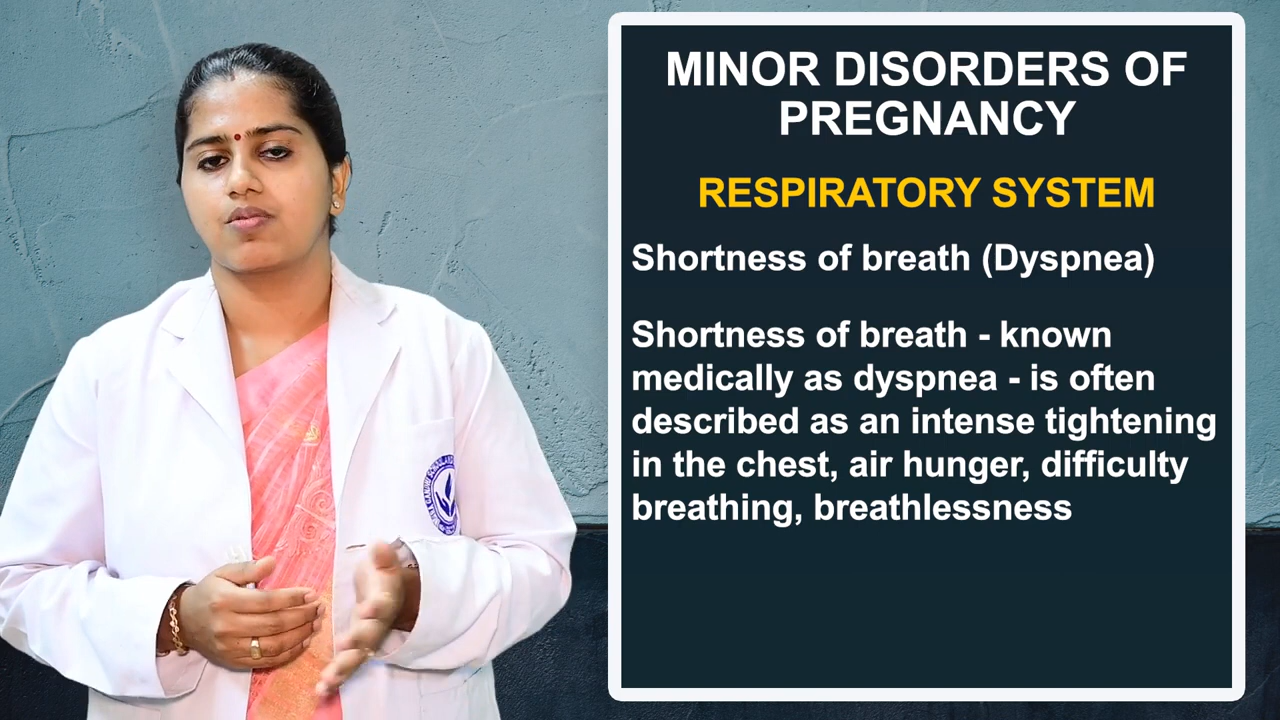 MINOR DISORDERS OF
PREGNANCY
RESPIRATORY SYSTEM
Shortness of breath (Dyspnea)
Shortness of breath - known
medically as dyspnea - is often
described as an intense tightening
in the chest, air hunger, difficulty
breathing, breathlessness